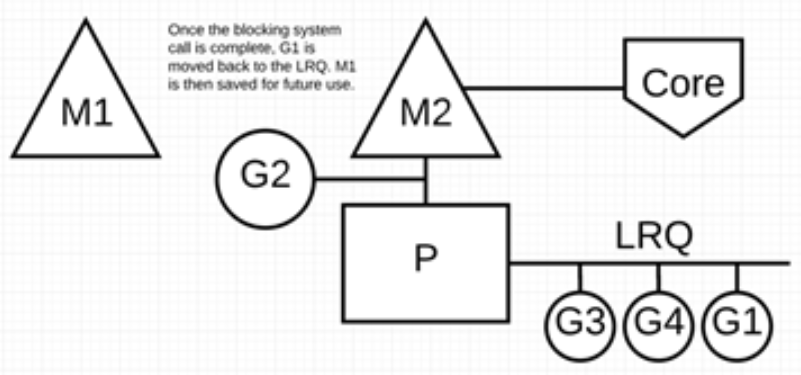 Once the blocking system
call is complete, G1 is
moved back to the LRQ. M1
is then saved for future use.
M1
M2
Core
G2
P
LRQ
G3
G4
G1